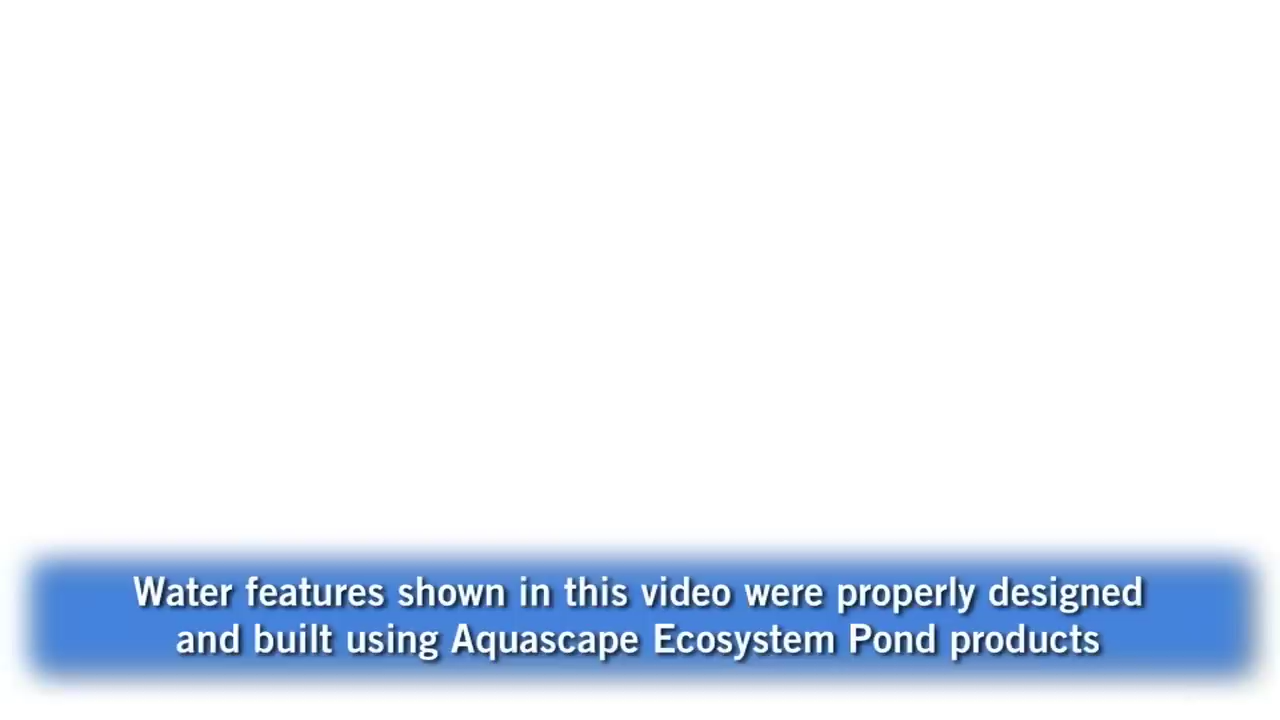 Water features shown in this video were properly designed
and built using Aquascape Ecosystem Pond products